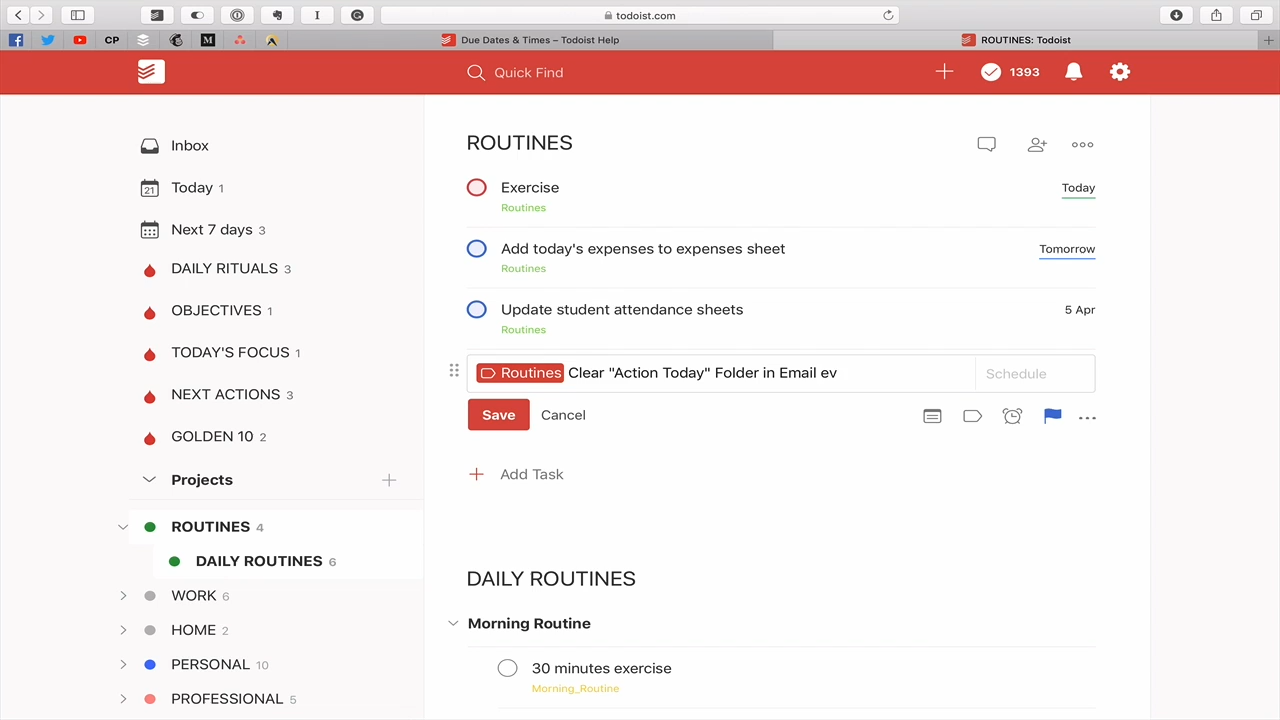 todoist.com
CP
M
Due Dates & Times – Todoist Help
ROUTINES: Todoist
Quick Find
1393
Inbox
21
Today 1
Next 7 days 3
DAILY RITUALS 3
OBJECTIVES 1
TODAY'S FOCUS 1
NEXT ACTIONS 3
GOLDEN 10 2
Projects
ROUTINES 4
DAILY ROUTINES 6
WORK 6
HOME 2
PERSONAL 10
PROFESSIONAL 5
ROUTINES
Exercise
Today
Routines
Add today's expenses to expenses sheet
Tomorrow
Routines
Update student attendance sheets
5 Apr
Routines
Routines Clear "Action Today" Folder in Email ev
Schedule
Save Cancel
Add Task
DAILY ROUTINES
Morning Routine
30 minutes exercise
Morning_Routine